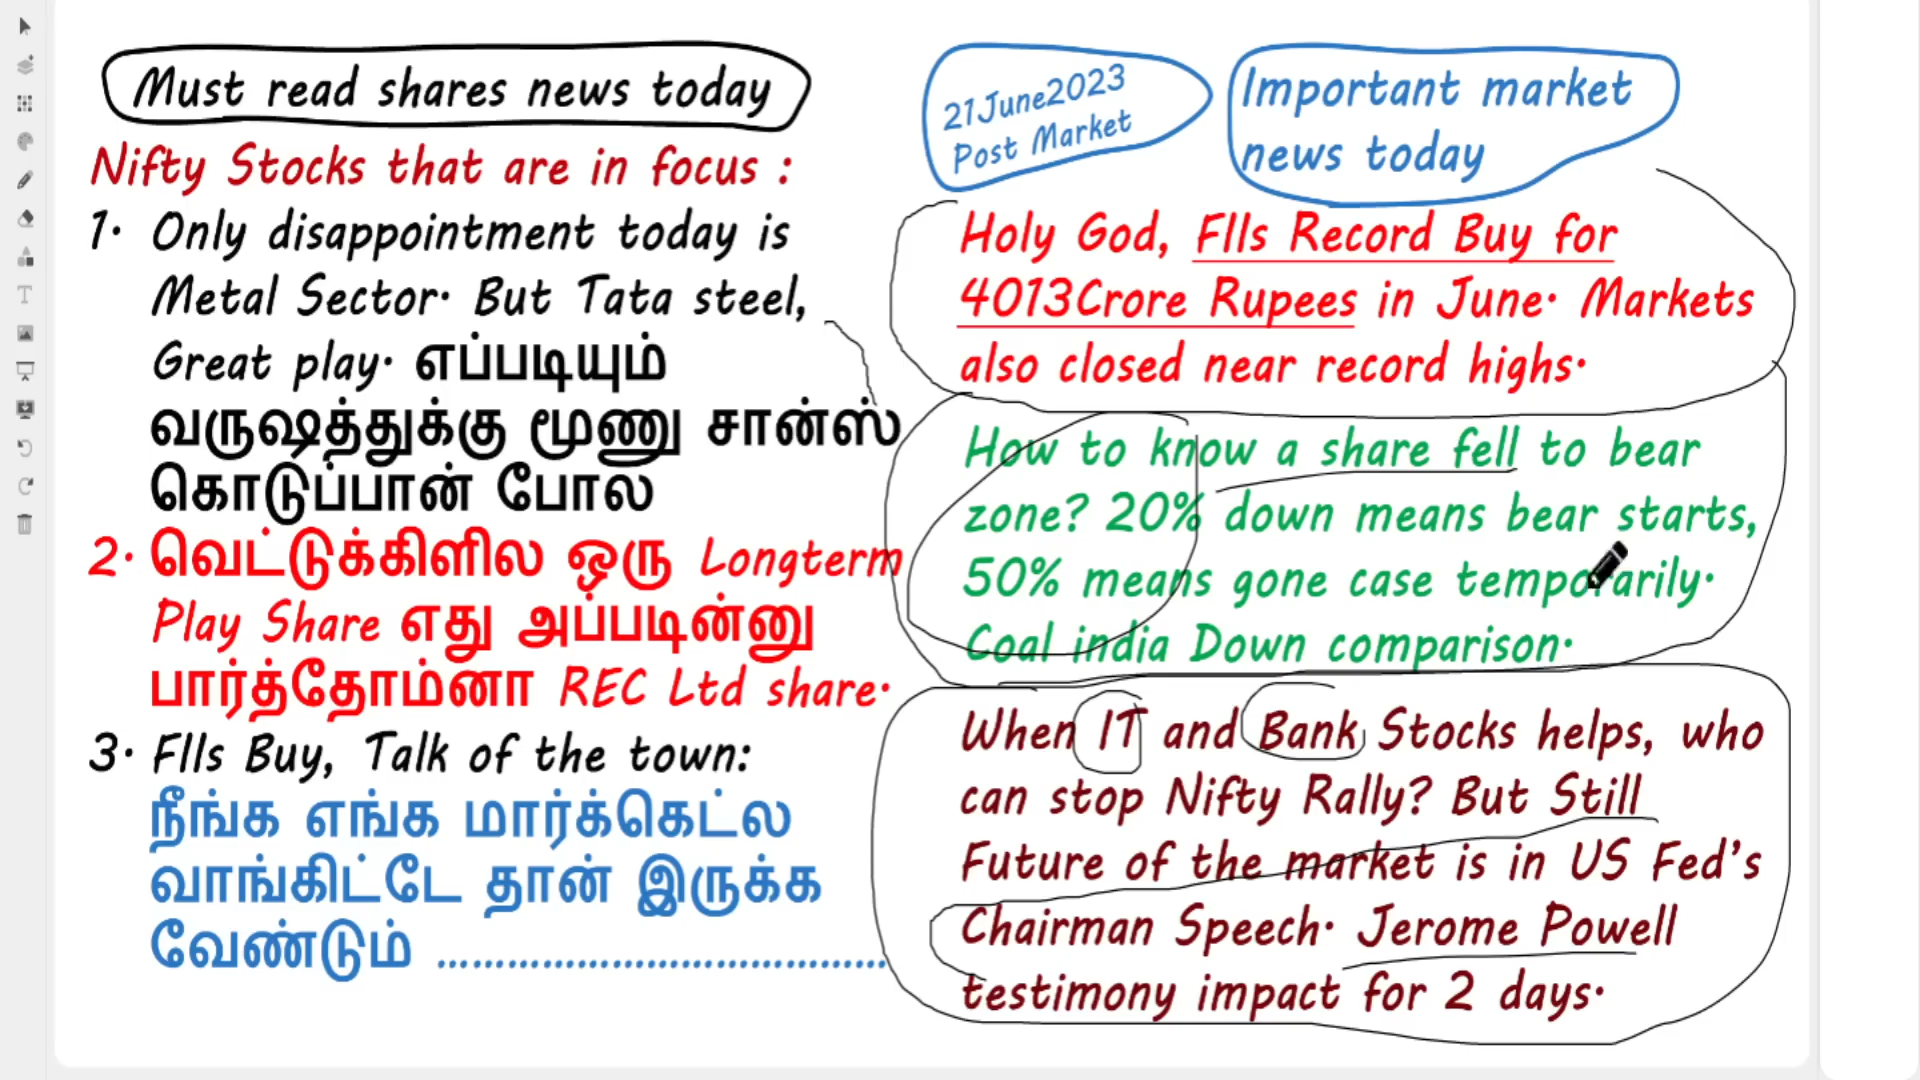 Must read shares news today
Nifty Stocks that are in focus :
1. Only disappointment today is
Metal Sector. But Tata steel,
Great play. எப்படியும்
வருஷத்துக்கு மூணு சான்ஸ்
கொடுப்பான் போல
2. வெட்டுக்கிளில ஒரு Longterm
Play Share எது அப்படின்னு
பார்த்தோம்னா REC Ltd share.
3. FIIs Buy, Talk of the town:
நீங்க எங்க மார்க்கெட்ல
வாங்கிட்டே தான் இருக்க
வேண்டும் ......................................
21June2023
Post Market
Important market
news today
Holy God, FIIs Record Buy for
4013Crore Rupees in June. Markets
also closed near record highs.
How to know a share fell to bear
zone? 20% down means bear starts,
50% means gone case temporarily.
Coal india Down comparison.
When IT and Bank Stocks helps, who
can stop Nifty Rally? But Still
Future of the market is in US Fed's
Chairman Speech. Jerome Powell
testimony impact for 2 days.